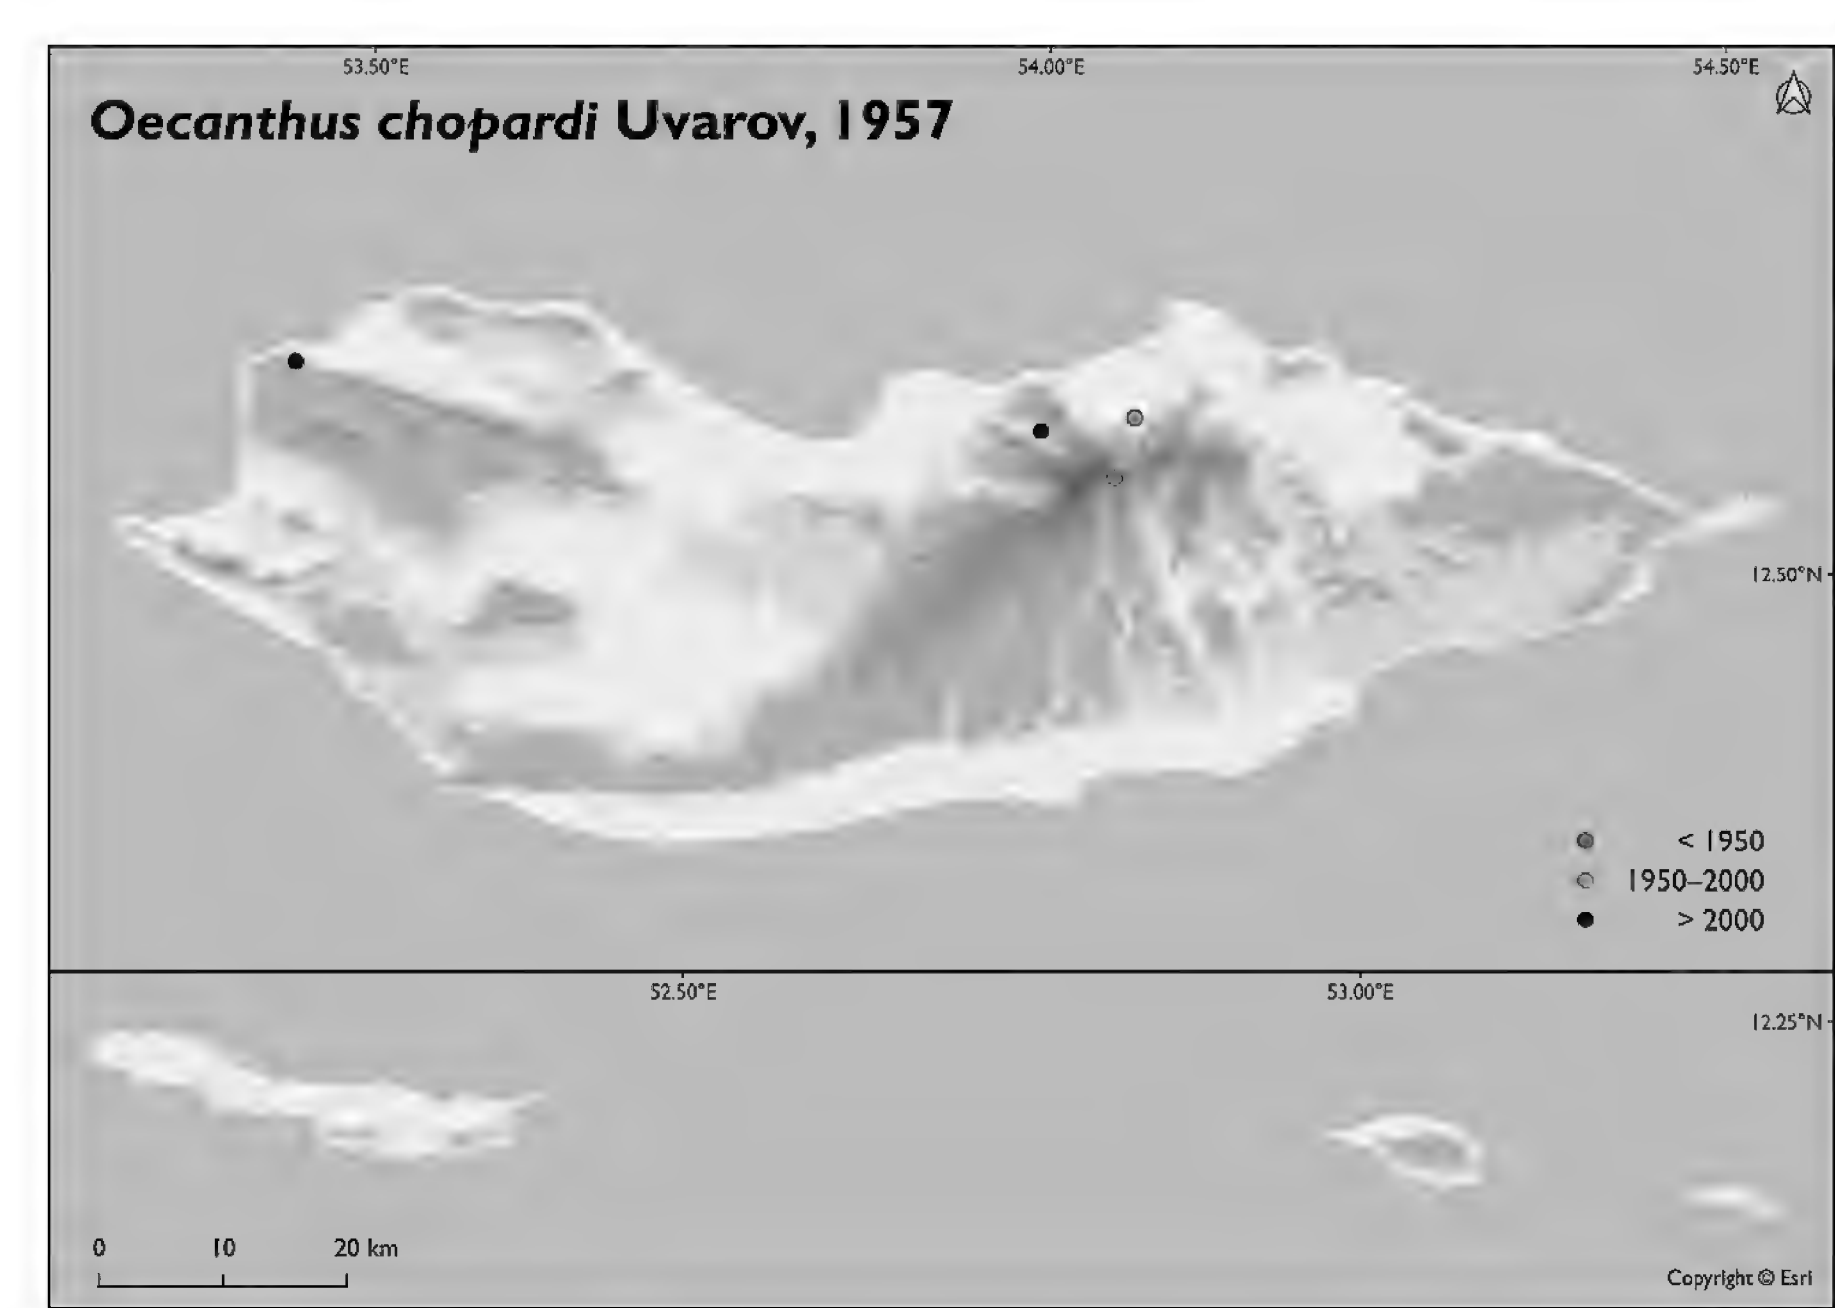 53.50°E 54.00°E 54.50°E
Oecanthus chopardi Uvarov, 1957
12.50°N
< 1950
1950–2000
> 2000
52.50°E 53.00°E
12.25°N
0 10 20 km
Copyright © Esri